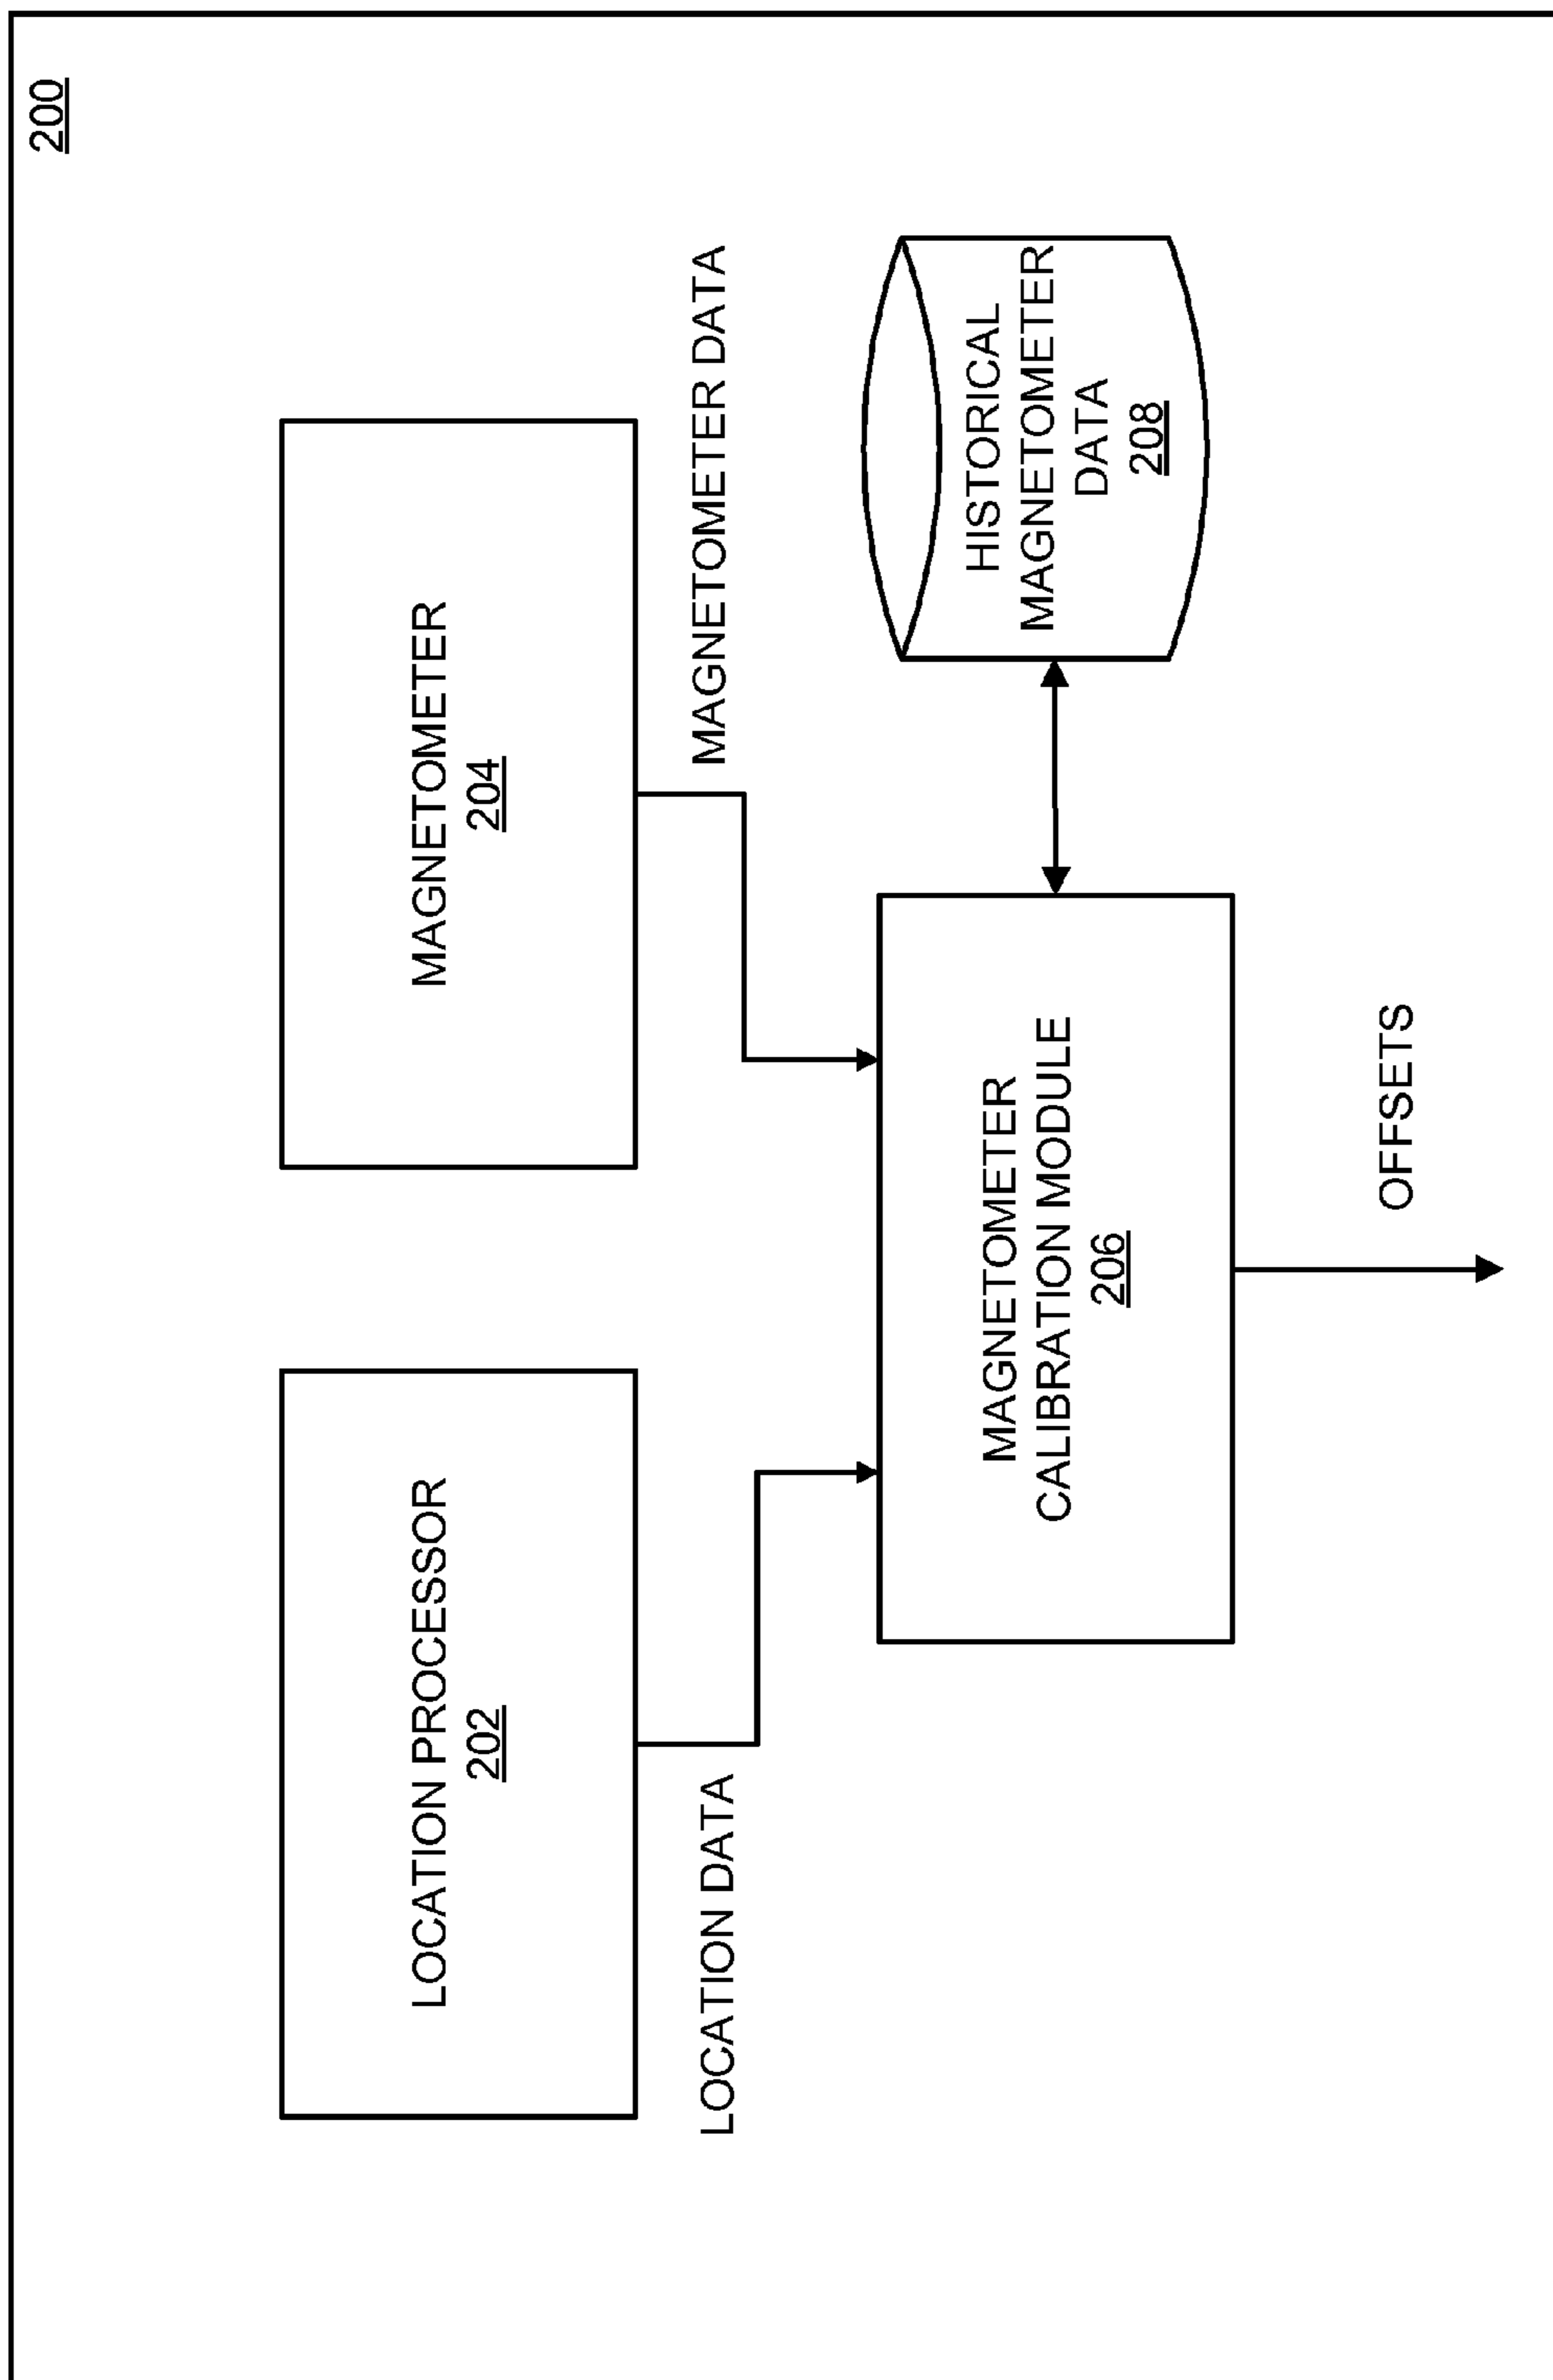 200
LOCATION PROCESSOR
202
MAGNETOMETER
204
LOCATION DATA
MAGNETOMETER DATA
MAGNETOMETER
CALIBRATION MODULE
206
HISTORICAL
MAGNETOMETER
DATA
208
OFFSETS